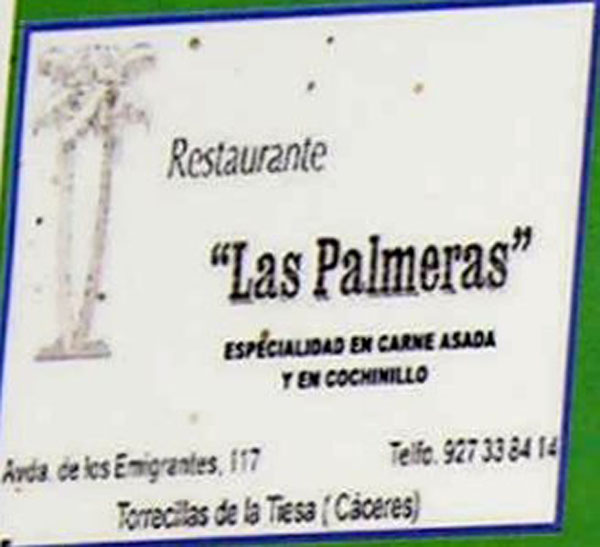 Restaurante
“Las Palmeras”
ESPECIALIDAD EN CARNE ASADA
Y EN COCHINILLO
Avda. de los Emigrantes, 117
Telfo. 927 33 84 14
Torrecillas de la Tiesa ( Cáceres)